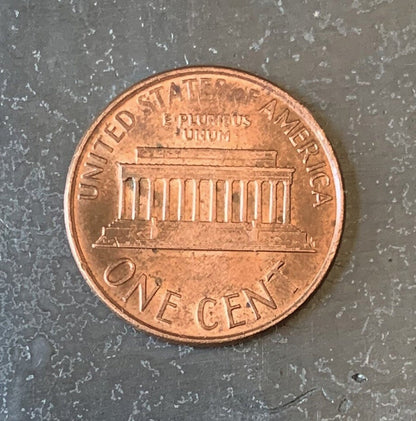 UNITED STATES OF AMERICA
E PLURIBUS
UNUM
ONE CENT